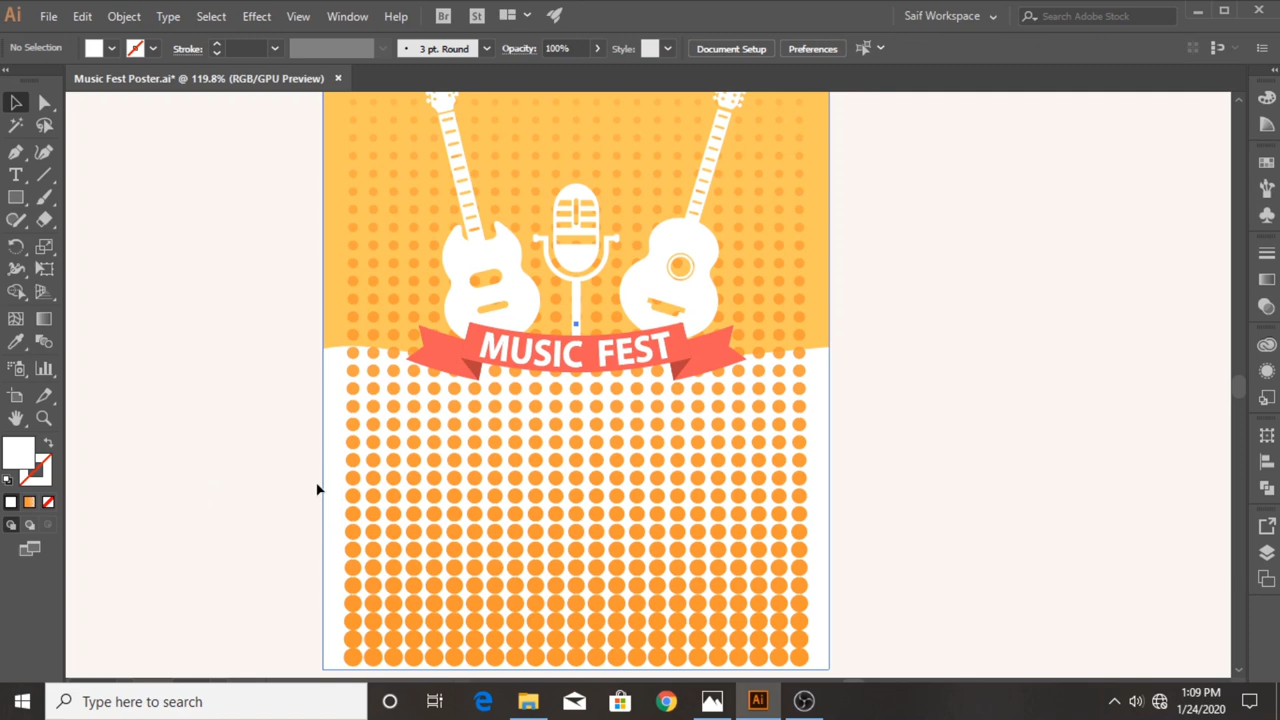 Ai File Edit Object Type Select Effect View Window Help Br St Saif Workspace Search Adobe Stock
No Selection Stroke: 3 pt. Round Opacity: 100% Style: Document Setup Preferences
Music Fest Poster.ai* @ 119.8% (RGB/GPU Preview)
MUSIC FEST
Type here to search
Ai
1:09 PM
1/24/2020